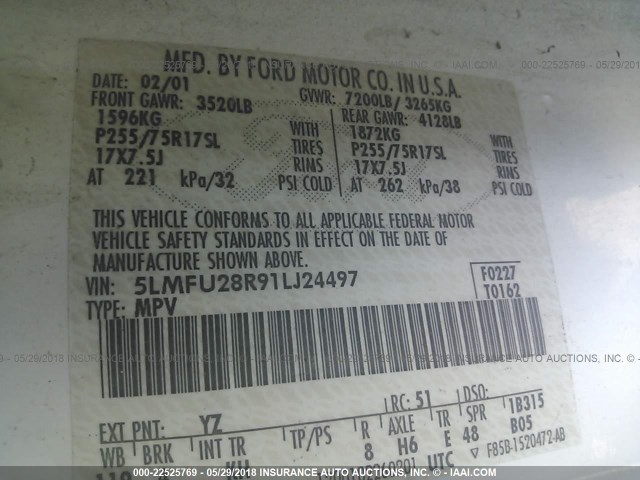 MFD. BY FORD MOTOR CO. IN U.S.A.
DATE: 02/01 GVWR: 7200LB/ 3265KG
FRONT GAWR: 3520LB REAR GAWR: 4128LB
1596KG WITH 1872KG WITH
P255/75R17SL TIRES P255/75R17SL TIRES
17X7.5J RINS 17X7.5J RINS
AT 221 kPa/32 PSI COLD AT 262 kPa/38 PSI COLD
THIS VEHICLE CONFORMS TO ALL APPLICABLE FEDERAL MOTOR
VEHICLE SAFETY STANDARDS IN EFFECT ON THE DATE OF
MANUFACTURE SHOWN ABOVE.
VIN: 5LMFU28R91LJ24497 F0227
TYPE: MPV T0162
EXT PNT: YZ RC: 51 DSO:
WB BRK INT TR TP/PS R AXLE TR SPR 1B315
8 H6 E 48 B05
UTC F85B-1520472-AB
000-22525769 - 05/29/2018 INSURANCE AUTO AUCTIONS, INC. © - IAAI.COM